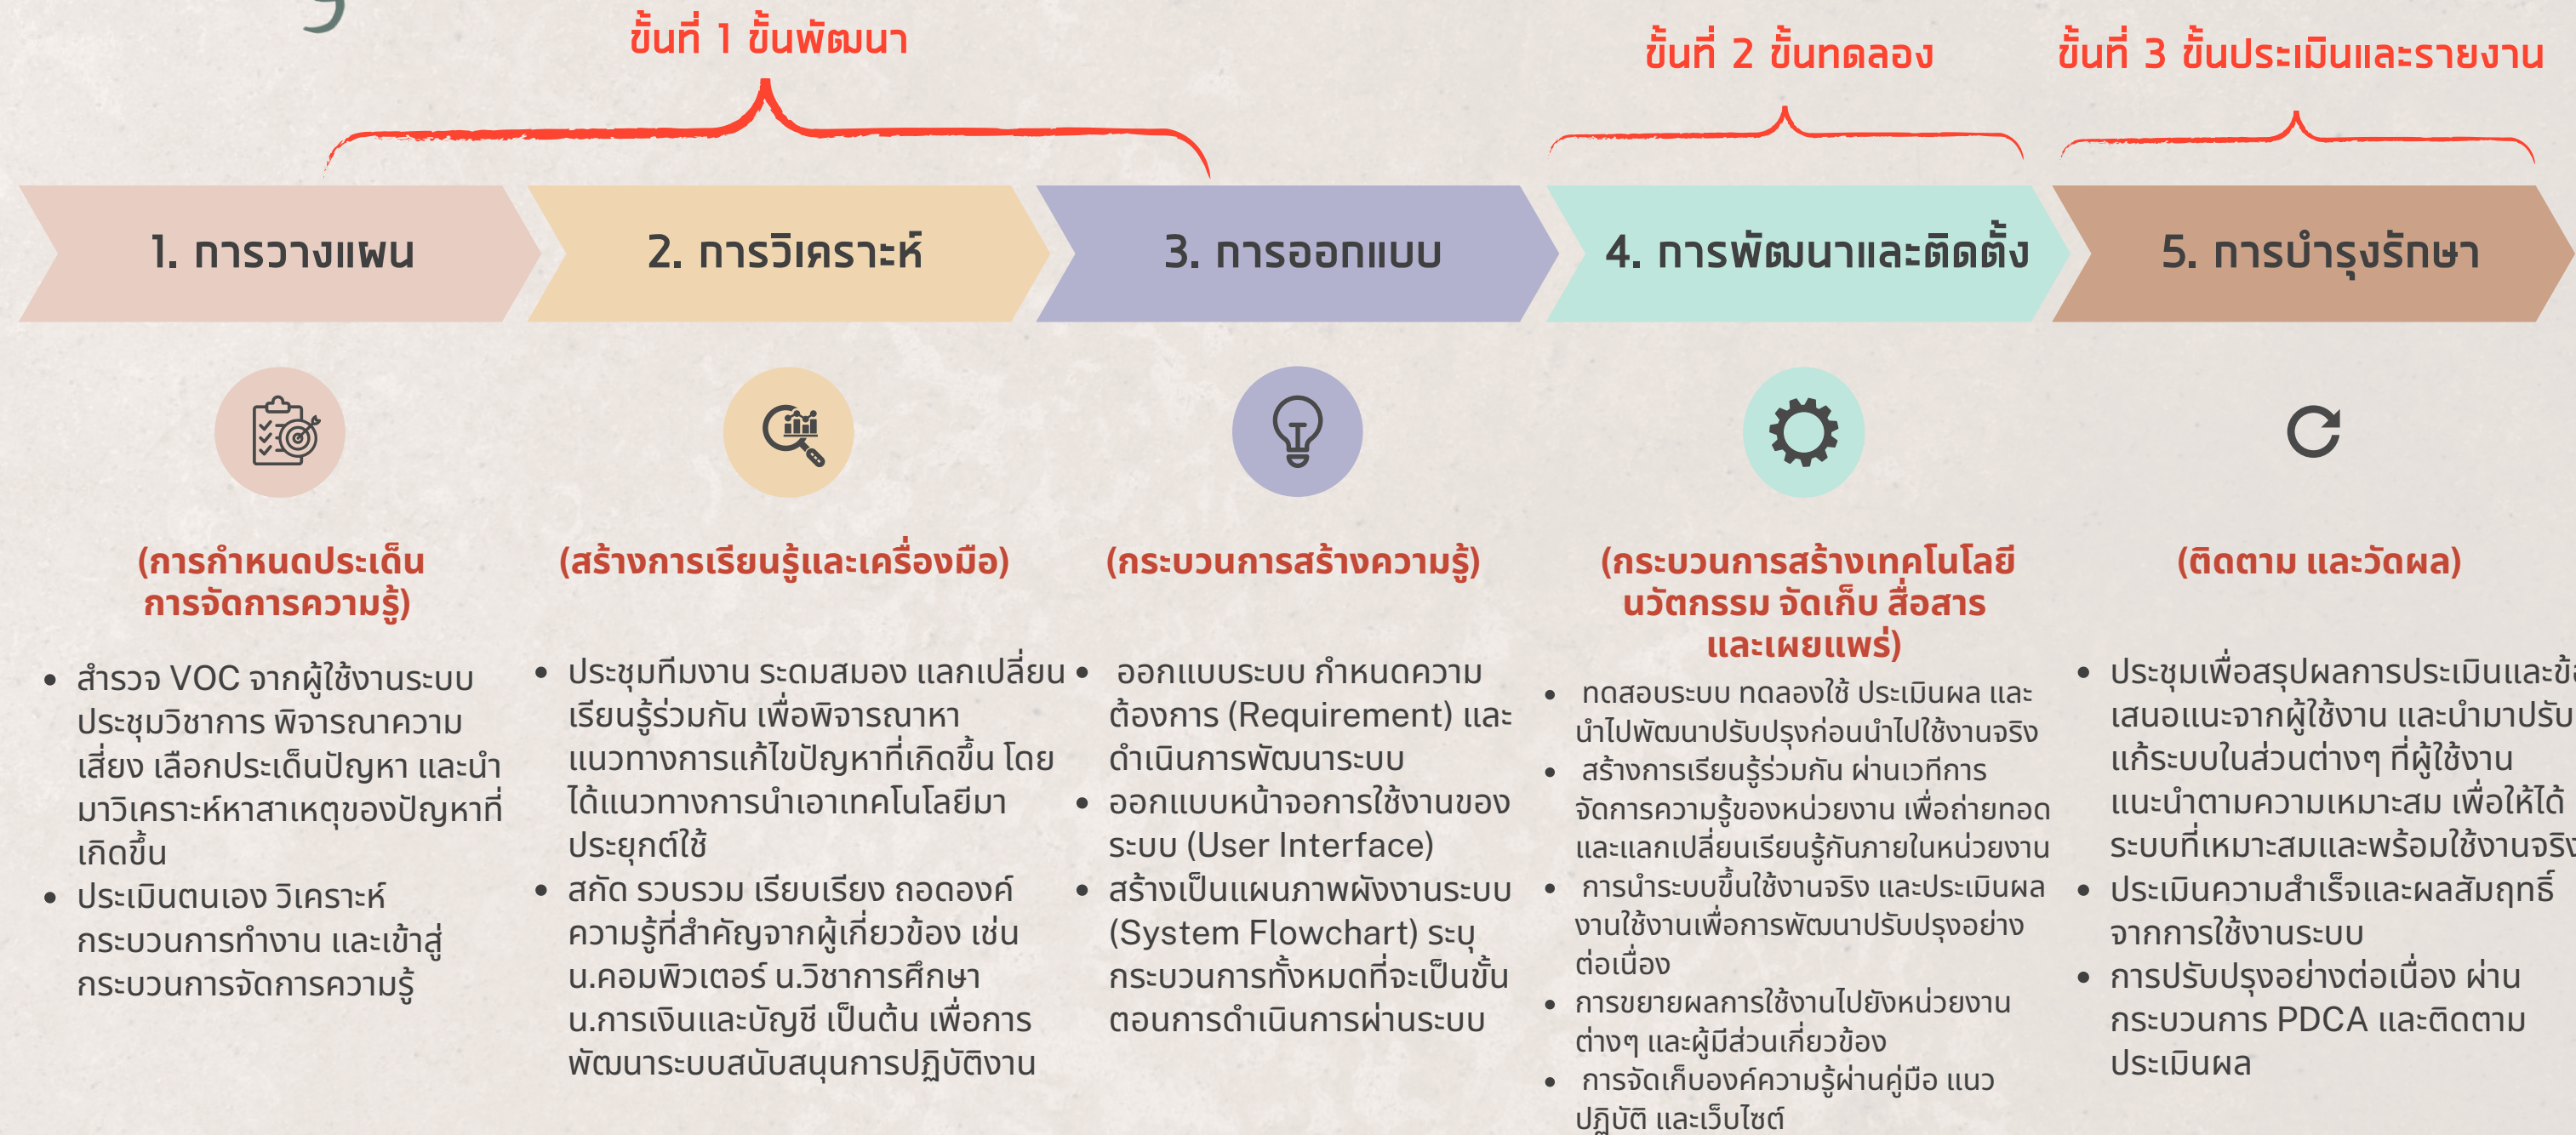 ขั้นที่ 1 ขั้นพัฒนา
ขั้นที่ 2 ขั้นทดลอง
ขั้นที่ 3 ขั้นประเมินและรายงาน
1. การวางแผน
2. การวิเคราะห์
3. การออกแบบ
4. การพัฒนาและติดตั้ง
5. การบำรุงรักษา
(การกำหนดประเด็น
การจัดการความรู้)
• สำรวจ VOC จากผู้ใช้งานระบบ
ประชุมวิชาการ พิจารณาความ
เสี่ยง เลือกประเด็นปัญหา และนำ
มาวิเคราะห์หาสาเหตุของปัญหาที่
เกิดขึ้น
• ประเมินตนเอง วิเคราะห์
กระบวนการทำงาน และเข้าสู่
กระบวนการจัดการความรู้
(สร้างการเรียนรู้และเครื่องมือ)
• ประชุมทีมงาน ระดมสมอง แลกเปลี่ยน
เรียนรู้ร่วมกัน เพื่อพิจารณาหา
แนวทางการแก้ไขปัญหาที่เกิดขึ้น โดย
ได้แนวทางการนำเอาเทคโนโลยีมา
ประยุกต์ใช้
• สกัด รวบรวม เรียบเรียง ถอดองค์
ความรู้ที่สำคัญจากผู้เกี่ยวข้อง เช่น
น.คอมพิวเตอร์ น.วิชาการศึกษา
น.การเงินและบัญชี เป็นต้น เพื่อการ
พัฒนาระบบสนับสนุนการปฏิบัติงาน
(กระบวนการสร้างความรู้)
• ออกแบบระบบ กำหนดความ
ต้องการ (Requirement) และ
ดำเนินการพัฒนาระบบ
• ออกแบบหน้าจอการใช้งานของ
ระบบ (User Interface)
• สร้างเป็นแผนภาพผังงานระบบ
(System Flowchart) ระบุ
กระบวนการทั้งหมดที่จะเป็นขั้น
ตอนการดำเนินการผ่านระบบ
(กระบวนการสร้างเทคโนโลยี
นวัตกรรม จัดเก็บ สื่อสาร
และเผยแพร่)
• ทดสอบระบบ ทดลองใช้ ประเมินผล และ
นำไปพัฒนาปรับปรุงก่อนนำไปใช้งานจริง
• สร้างการเรียนรู้ร่วมกัน ผ่านเวทีการ
จัดการความรู้ของหน่วยงาน เพื่อถ่ายทอด
และแลกเปลี่ยนเรียนรู้กันภายในหน่วยงาน
• การนำระบบขึ้นใช้งานจริง และประเมินผล
งานใช้งานเพื่อการพัฒนาปรับปรุงอย่าง
ต่อเนื่อง
• การขยายผลการใช้งานไปยังหน่วยงาน
ต่างๆ และผู้มีส่วนเกี่ยวข้อง
• การจัดเก็บองค์ความรู้ผ่านคู่มือ แนว
ปฏิบัติ และเว็บไซต์
(ติดตาม และวัดผล)
• ประชุมเพื่อสรุปผลการประเมินและข้อ
เสนอแนะจากผู้ใช้งาน และนำมาปรับ
แก้ระบบในส่วนต่างๆ ที่ผู้ใช้งาน
แนะนำตามความเหมาะสม เพื่อให้ได้
ระบบที่เหมาะสมและพร้อมใช้งานจริง
• ประเมินความสำเร็จและผลสัมฤทธิ์
จากการใช้งานระบบ
• การปรับปรุงอย่างต่อเนื่อง ผ่าน
กระบวนการ PDCA และติดตาม
ประเมินผล